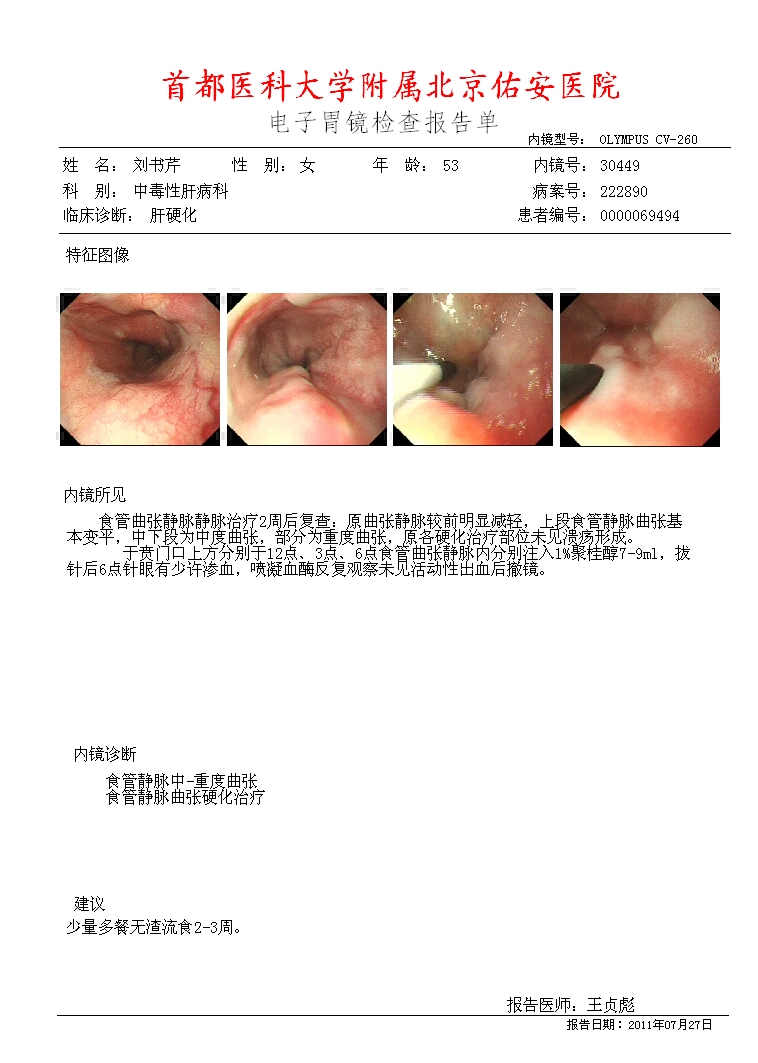 首都医科大学附属北京佑安医院
电子胃镜检查报告单
内镜型号： OLYMPUS CV-260
姓 名： 刘书芹 性 别： 女 年 龄： 53 内镜号： 30449
科 别： 中毒性肝病科 病案号： 222890
临床诊断： 肝硬化 患者编号： 0000069494
特征图像
内镜所见
食管曲张静脉静脉治疗2周后复查：原曲张静脉较前明显减轻，上段食管静脉曲张基
本变平，中下段为中度曲张，部分为重度曲张，原各硬化治疗部位未见溃疡形成。
于贲门口上方分别于12点、3点、6点食管曲张静脉内分别注入1%聚桂醇7-9ml，拔
针后6点针眼有少许渗血，喷凝血酶反复观察未见活动性出血后撤镜。
内镜诊断
食管静脉中-重度曲张
食管静脉曲张硬化治疗
建议
少量多餐无渣流食2-3周。
报告医师：王贞彪
报告日期：2011年07月27日